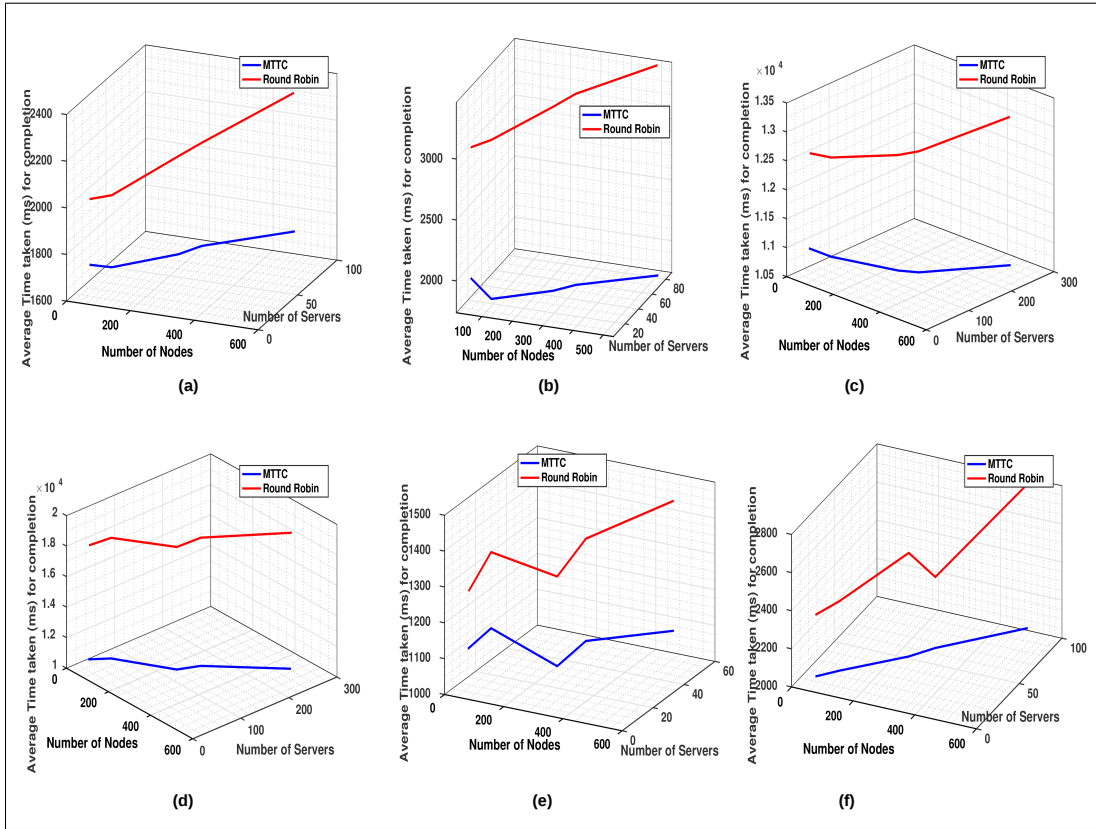 MTTC
Round Robin
Average Time taken (ms) for completion
2400
2200
2000
1800
1600
0
200
400
600
Number of Nodes
0
50
100
Number of Servers
(a)
MTTC
Round Robin
Average Time taken (ms) for completion
3000
2500
2000
100
200
300
400
500
Number of Nodes
20
40
60
80
Number of Servers
(b)
MTTC
Round Robin
×10 4
Average Time taken (ms) for completion
1.35
1.3
1.25
1.2
1.15
1.1
1.05
0
200
400
600
Number of Nodes
0
100
200
300
Number of Servers
(c)
MTTC
Round Robin
×10 4
Average Time taken (ms) for completion
2
1.8
1.6
1.4
1.2
1
0
200
400
600
Number of Nodes
0
100
200
300
Number of Servers
(d)
MTTC
Round Robin
Average Time taken (ms) for completion
1500
1400
1300
1200
1100
1000
0
200
400
600
Number of Nodes
0
20
40
60
Number of Servers
(e)
MTTC
Round Robin
Average Time taken (ms) for completion
2800
2600
2400
2200
2000
0
200
400
600
Number of Nodes
0
50
100
Number of Servers
(f)